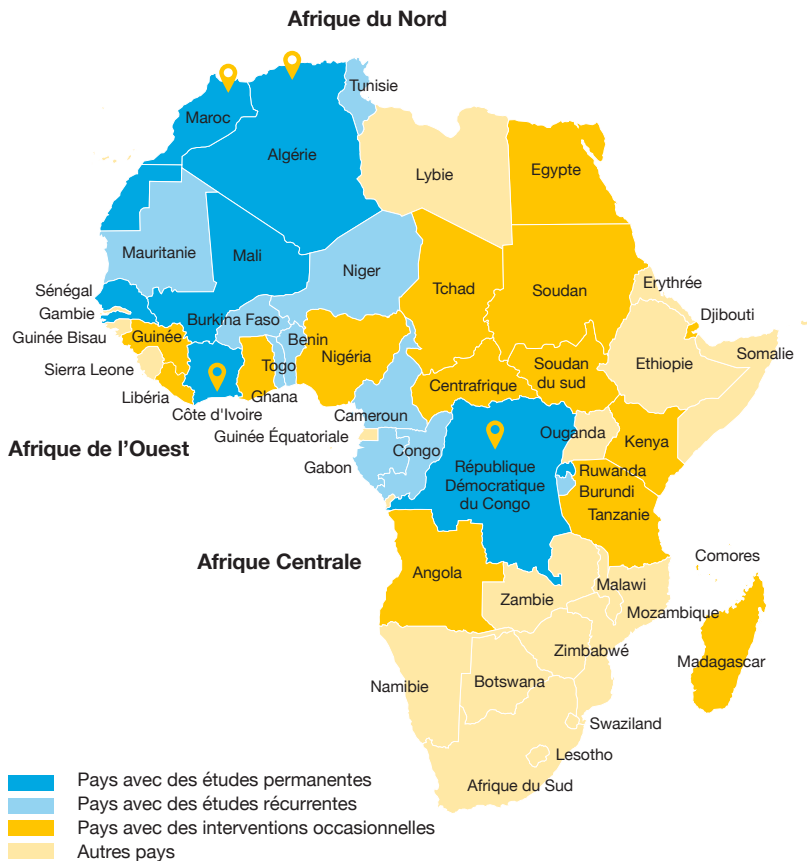 Afrique du Nord
Tunisie
Maroc
Algérie
Lybie
Egypte
Mauritanie
Mali
Niger
Tchad
Soudan
Erythrée
Sénégal
Gambie
Guinée Bissau
Guinée
Burkina Faso
Benin
Nigéria
Djibouti
Somalie
Ethiopie
Sierra Leone
Togo
Soudan
du sud
Centrafrique
Libéria
Ghana
Côte d'Ivoire
Cameroun
Guinée Équatoriale
Ouganda
Kenya
Afrique de l’Ouest
Congo
Gabon
République
Démocratique
du Congo
Ruwanda
Burundi
Tanzanie
Afrique Centrale
Comores
Angola
Malawi
Zambie
Mozambique
Zimbabwé
Madagascar
Namibie
Botswana
Swaziland
Lesotho
Afrique du Sud
Pays avec des études permanentes
Pays avec des études récurrentes
Pays avec des interventions occasionnelles
Autres pays